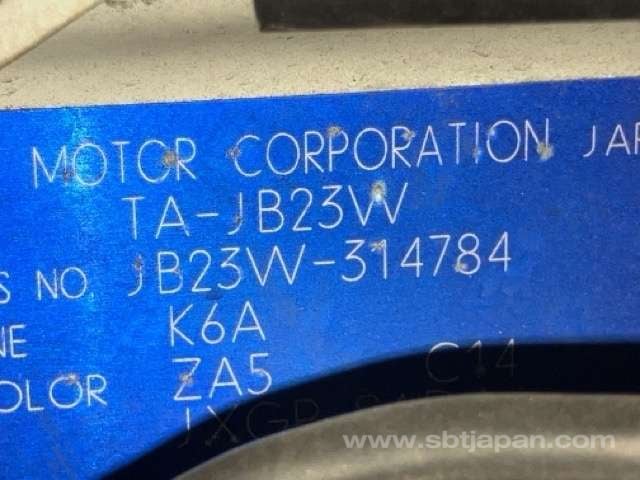 MOTOR CORPORATION JAP
TA-JB23W
S NO. JB23W-314784
NE K6A
OLOR ZA5 C14
www.sbtjapan.com